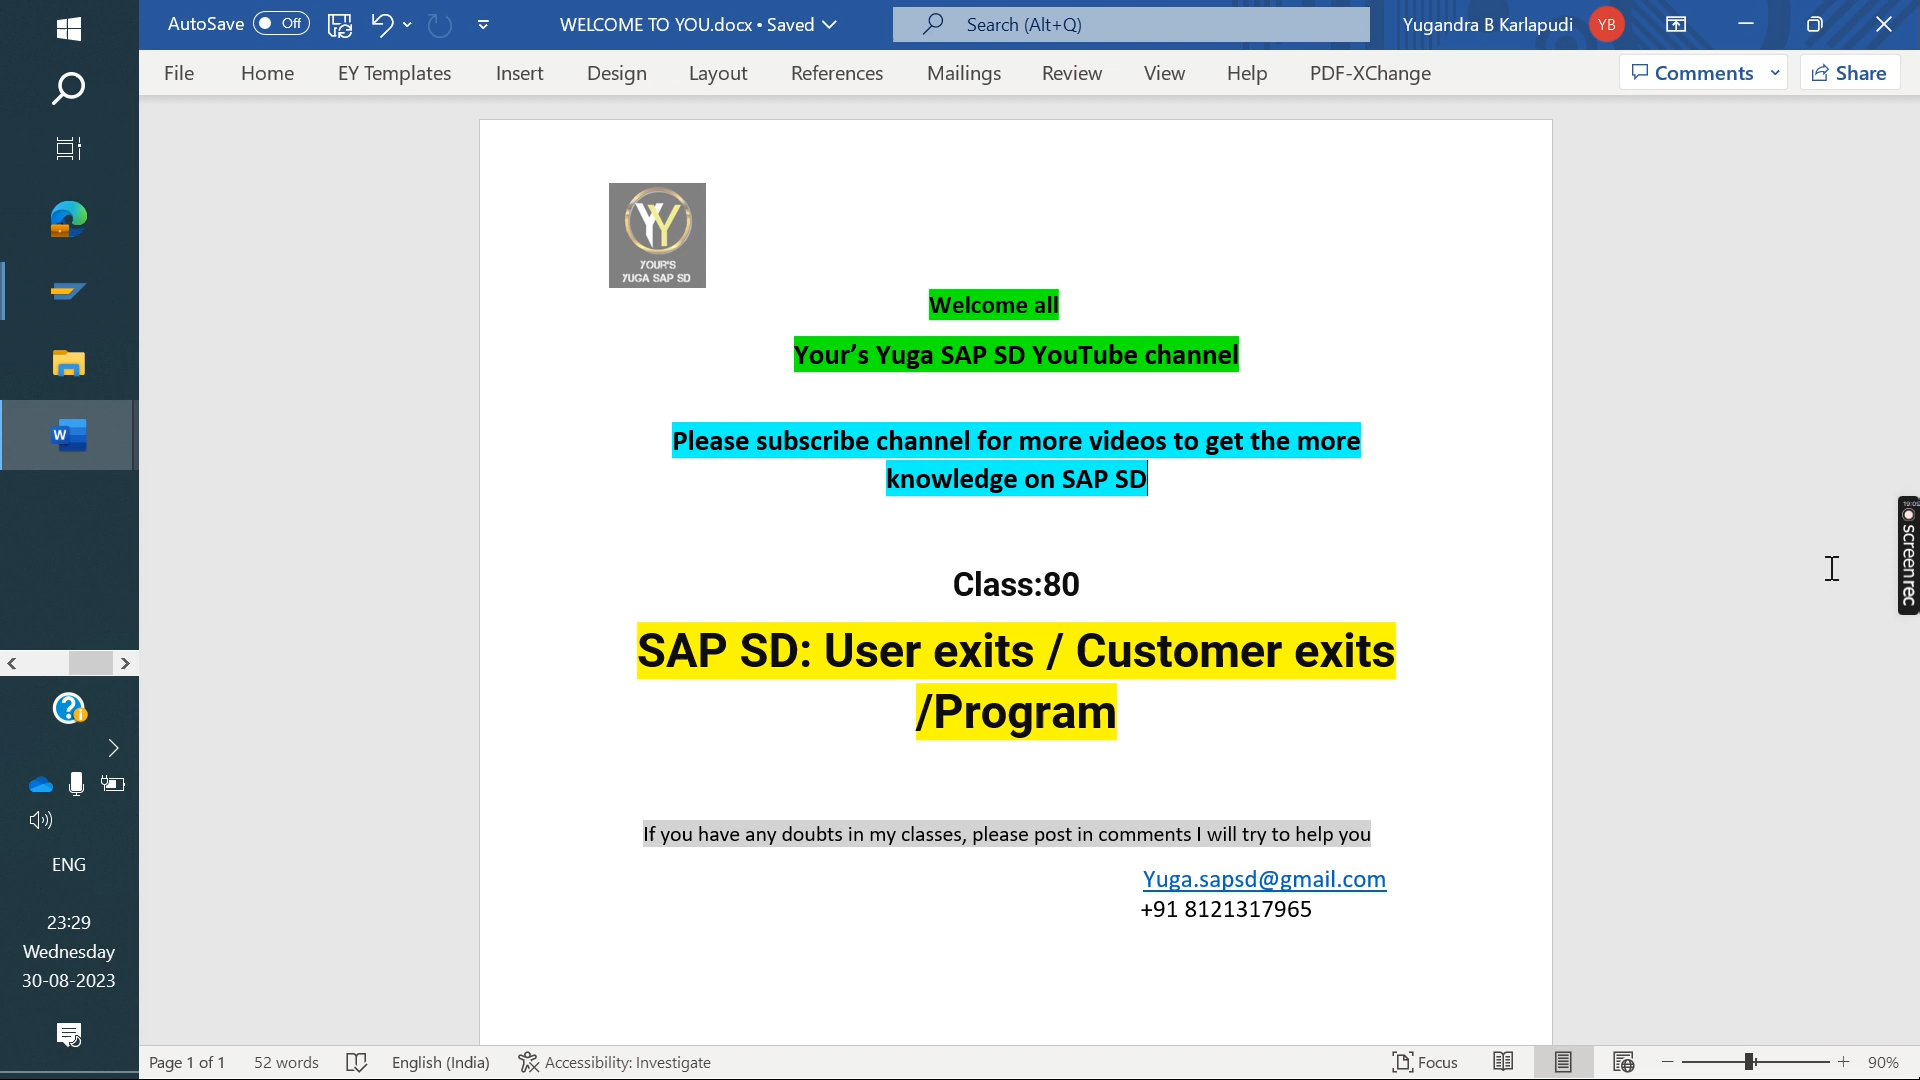 AutoSave Off WELCOME TO YOU.docx • Saved Search (Alt+Q) Yugandra B Karlapudi YB
File Home EY Templates Insert Design Layout References Mailings Review View Help PDF-XChange Comments Share
YY
YOUR'S
YUGA SAP SD
Welcome all
Your’s Yuga SAP SD YouTube channel
Please subscribe channel for more videos to get the more
knowledge on SAP SD
Class:80
SAP SD: User exits / Customer exits
/Program
If you have any doubts in my classes, please post in comments I will try to help you
Yuga.sapsd@gmail.com
+91 8121317965
W
ENG
23:29
Wednesday
30-08-2023
screenrec
Page 1 of 1 52 words English (India) Accessibility: Investigate Focus 90%